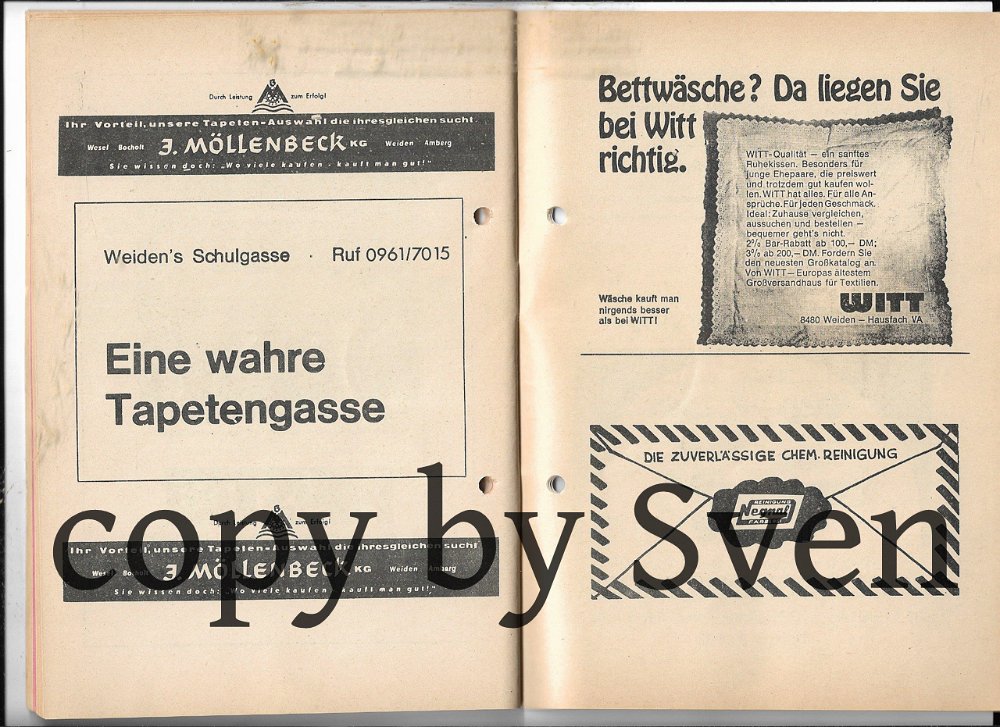 Durch Leistung zum Erfolg!
Ihr Vorteil, unsere Tapeten-Auswahl die ihresgleichen sucht
Wesel Bocholt J. MÖLLENBECK KG Weiden Amberg
Sie wissen doch: „Wo viele kaufen, kauft man gut!"
Weiden's Schulgasse · Ruf 0961/7015
Eine wahre
Tapetengasse
Durch Leistung zum Erfolg!
Ihr Vorteil, unsere Tapeten-Auswahl die ihresgleichen sucht
Wesel Bocholt J. MÖLLENBECK KG Weiden Amberg
Sie wissen doch: „Wo viele kaufen, kauft man gut!"
Bettwäsche? Da liegen Sie
bei Witt
richtig.
WITT-Qualität — ein sanftes
Ruhekissen. Besonders für
junge Ehepaare, die preiswert
und trotzdem gut kaufen wol-
len. WITT hat alles. Für alle An-
sprüche. Für jeden Geschmack.
Ideal: Zuhause vergleichen,
aussuchen und bestellen —
bequemer geht's nicht.
2% Bar-Rabatt ab 100,— DM;
3% ab 200,— DM. Fordern Sie
den neuesten Großkatalog an.
Von WITT — Europas ältestem
Großversandhaus für Textilien.
WITT
8480 Weiden — Hausfach VA
Wäsche kauft man
nirgends besser
als bei WITT!
DIE ZUVERLÄSSIGE CHEM. REINIGUNG
REINIGUNG
Negnal
FÄRBEREI
copy by Sven